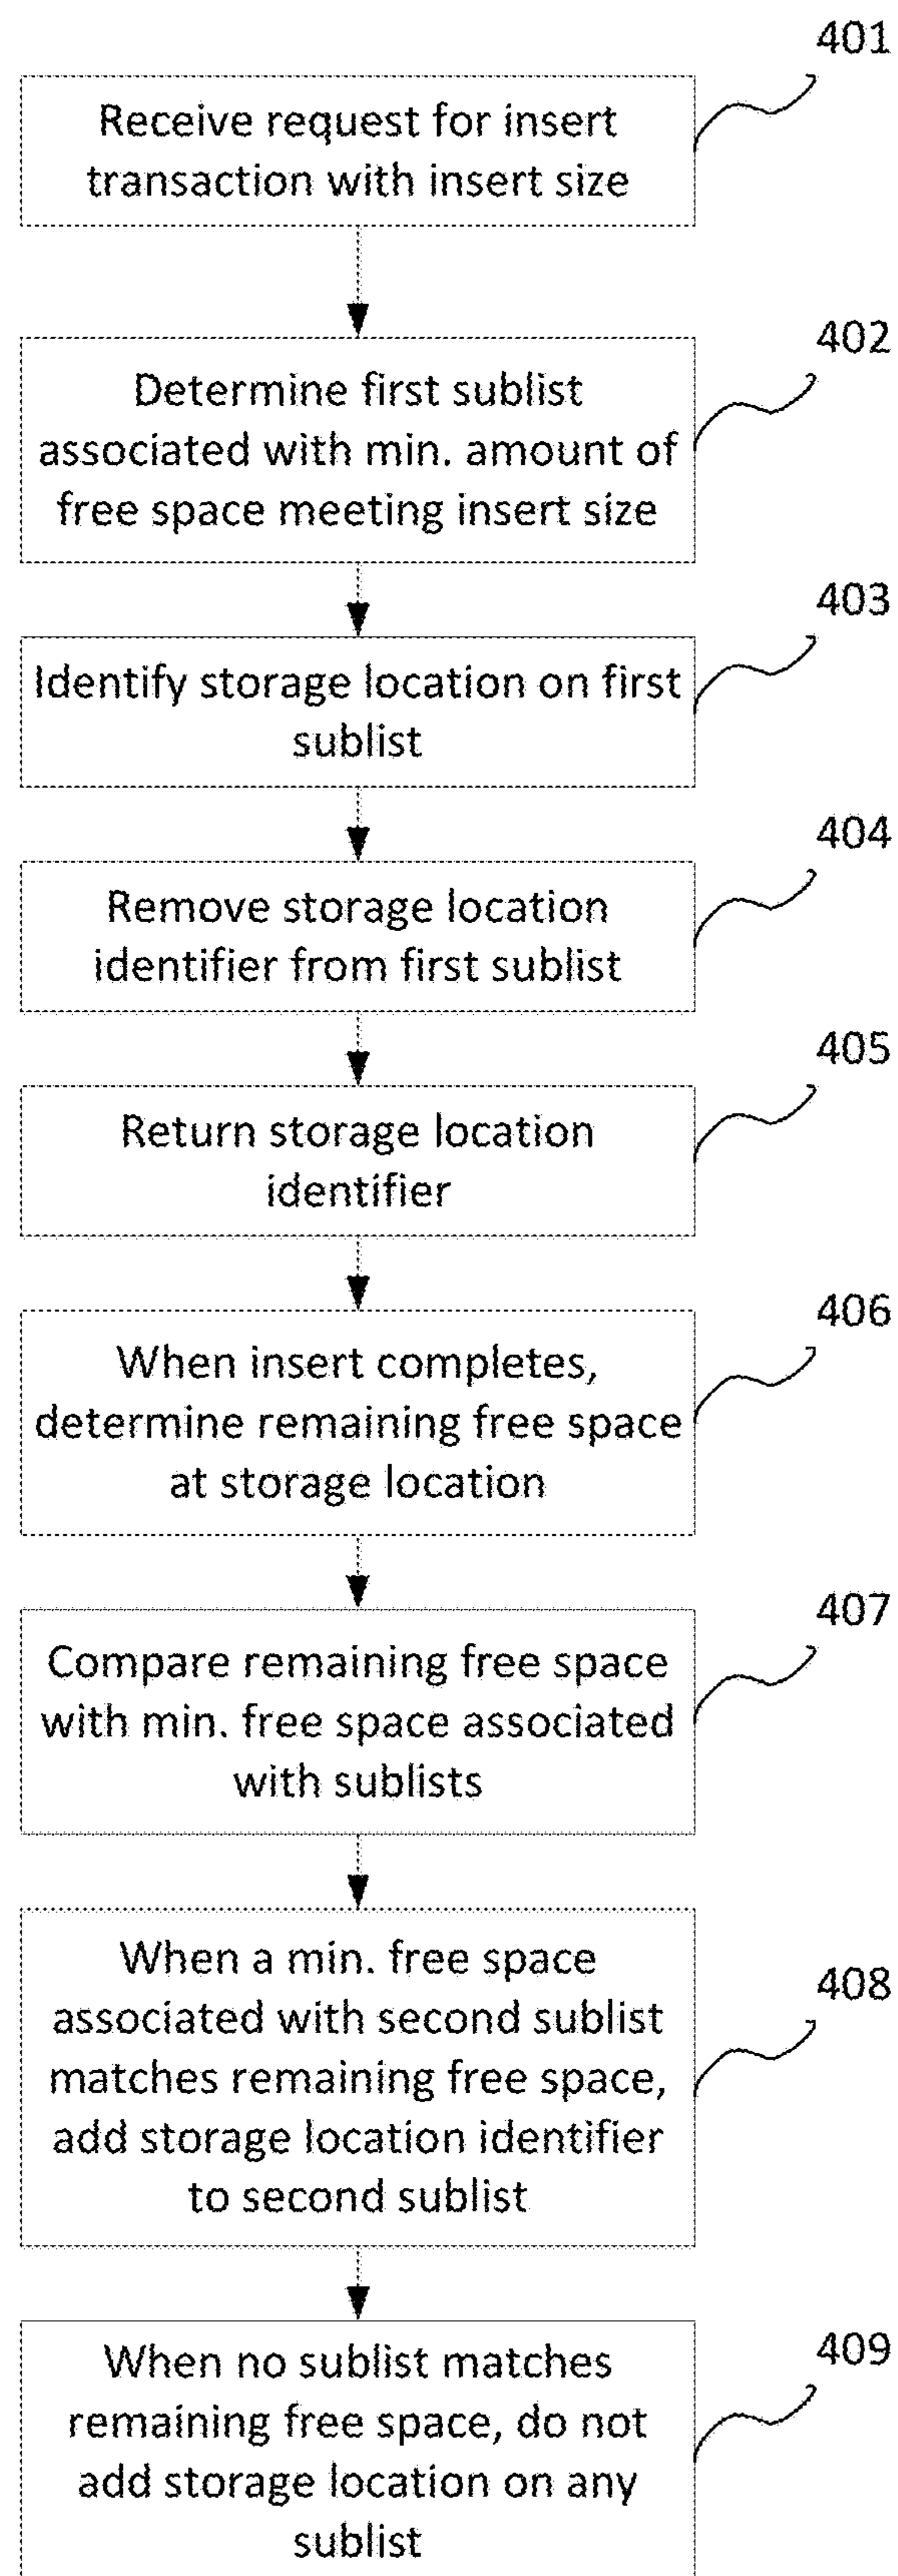 401
Receive request for insert
transaction with insert size
402
Determine first sublist
associated with min. amount of
free space meeting insert size
403
Identify storage location on first
sublist
404
Remove storage location
identifier from first sublist
405
Return storage location
identifier
406
When insert completes,
determine remaining free space
at storage location
407
Compare remaining free space
with min. free space associated
with sublists
408
When a min. free space
associated with second sublist
matches remaining free space,
add storage location identifier
to second sublist
409
When no sublist matches
remaining free space, do not
add storage location on any
sublist